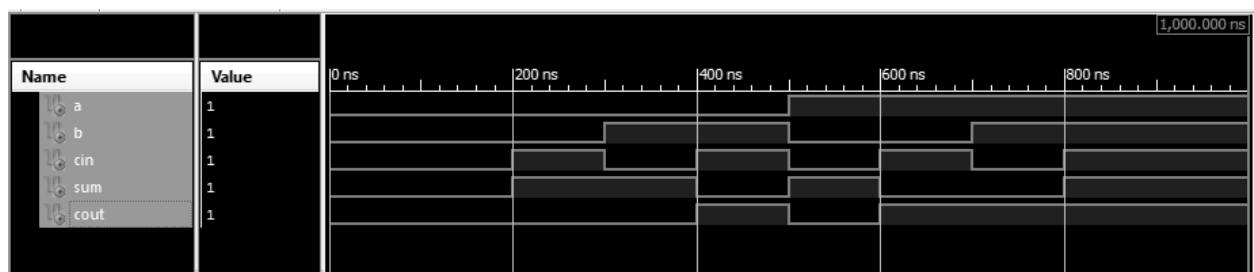 1,000.000 ns
Name Value 0 ns 200 ns 400 ns 600 ns 800 ns
a 1
b 1
cin 1
sum 1
cout 1